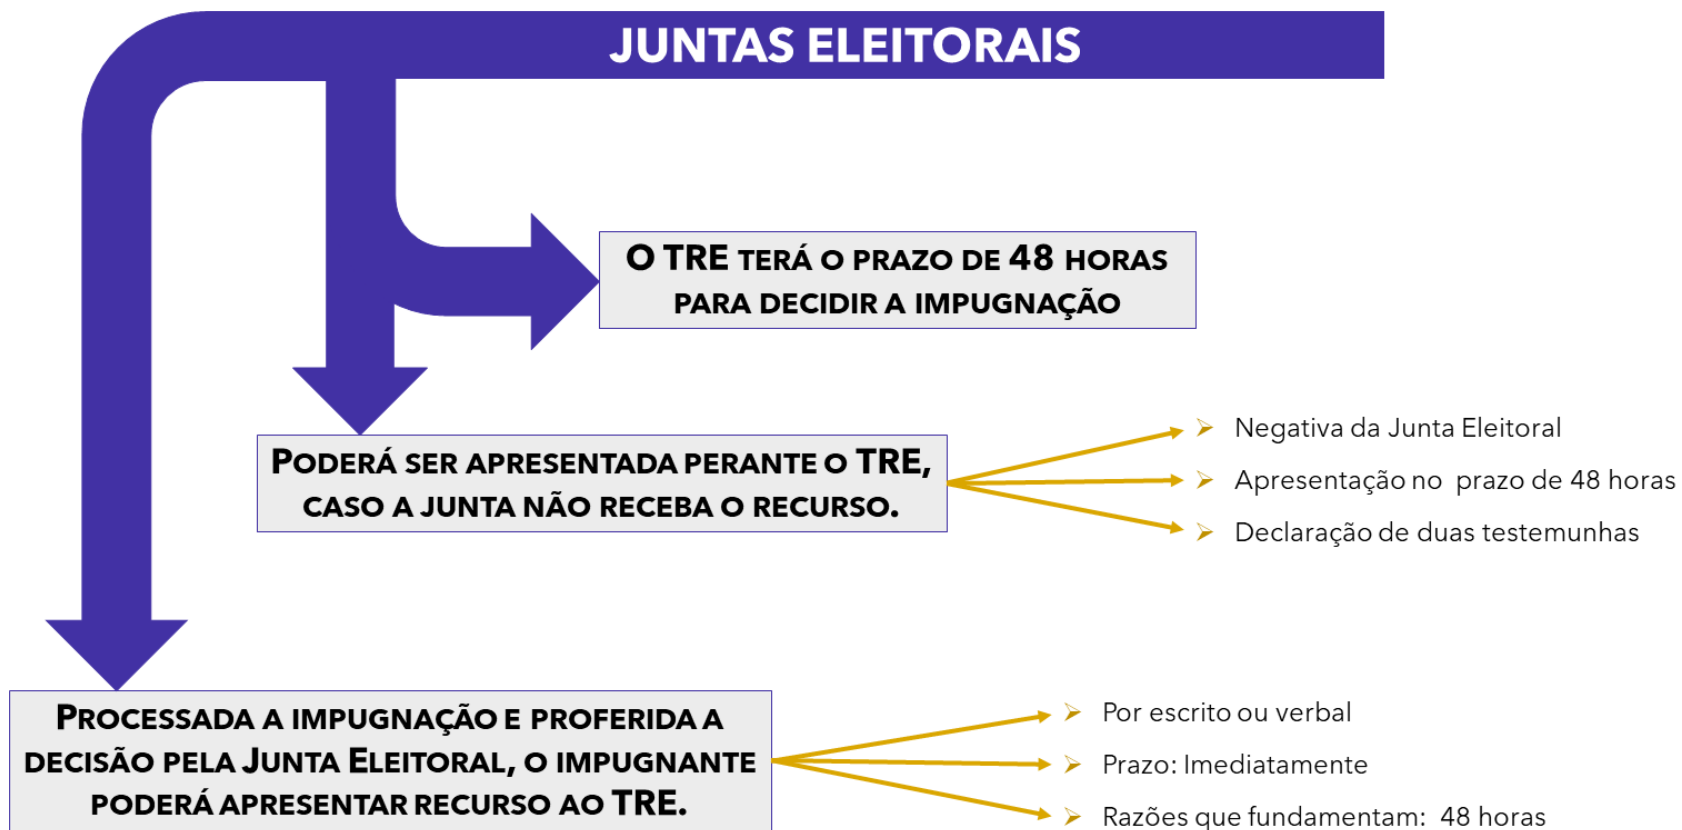 JUNTAS ELEITORAIS
O TRE TERÁ O PRAZO DE 48 HORAS
PARA DECIDIR A IMPUGNAÇÃO
PODERÁ SER APRESENTADA PERANTE O TRE,
CASO A JUNTA NÃO RECEBA O RECURSO.
Negativa da Junta Eleitoral
Apresentação no prazo de 48 horas
Declaração de duas testemunhas
PROCESSADA A IMPUGNAÇÃO E PROFERIDA A
DECISÃO PELA JUNTA ELEITORAL, O IMPUGNANTE
PODERÁ APRESENTAR RECURSO AO TRE.
Por escrito ou verbal
Prazo: Imediatamente
Razões que fundamentam: 48 horas